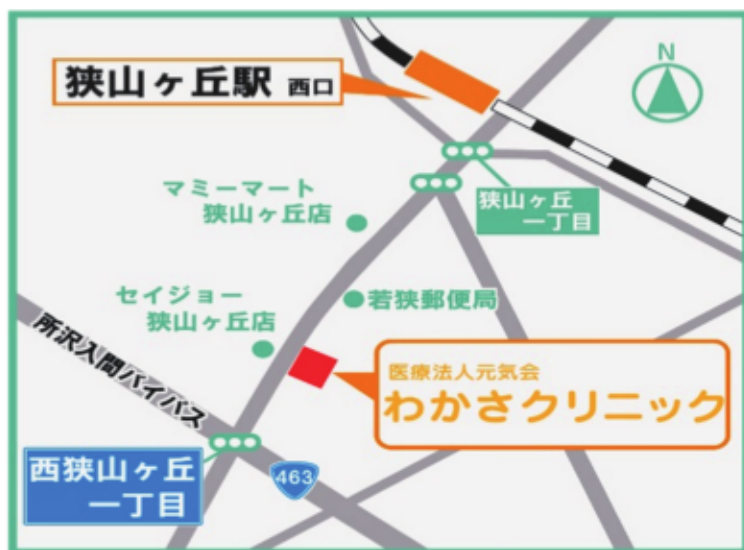 狭山ヶ丘駅 西口
N
マミーマート
狭山ヶ丘店
狭山ヶ丘
一丁目
セイジョー
狭山ヶ丘店
若狭郵便局
所沢入間バイパス
医療法人元気会
わかさクリニック
西狭山ヶ丘
一丁目
463